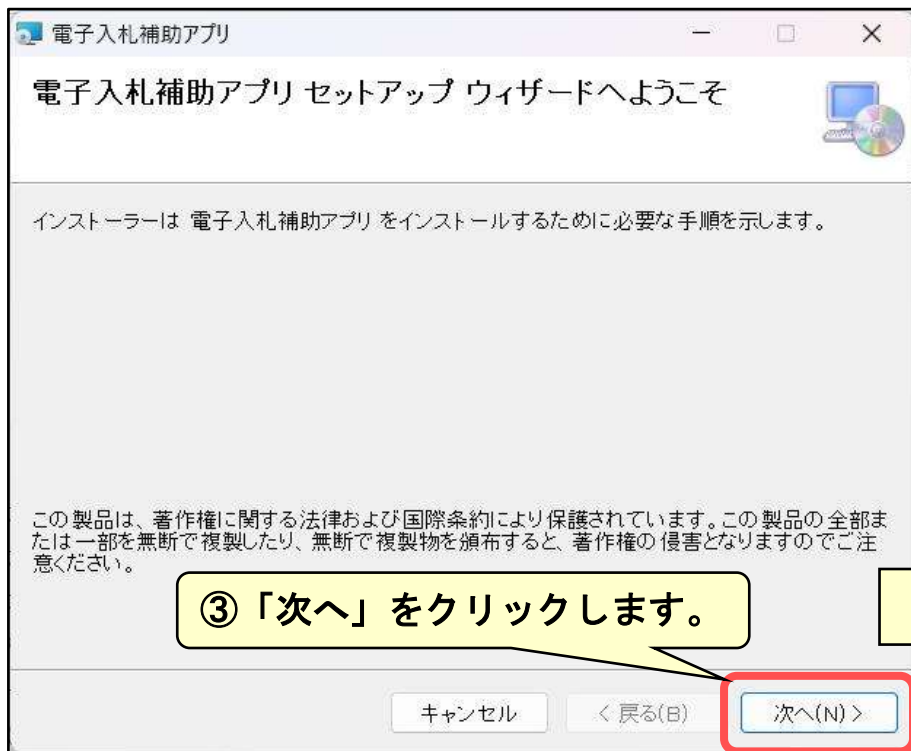 電子入札補助アプリ
電子入札補助アプリ セットアップ ウィザードへようこそ
インストーラーは 電子入札補助アプリ をインストールするために必要な手順を示します。
この製品は、著作権に関する法律および国際条約により保護されています。この製品の全部ま
たは一部を無断で複製したり、無断で複製物を頒布すると、著作権の侵害となりますのでご注
意ください。
③「次へ」をクリックします。
キャンセル
< 戻る(B)
次へ(N) >